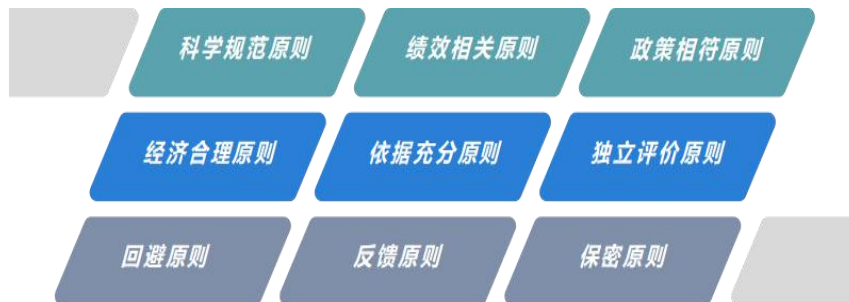 科学规范原则 绩效相关原则 政策相符原则
经济合理原则 依据充分原则 独立评价原则
回避原则 反馈原则 保密原则